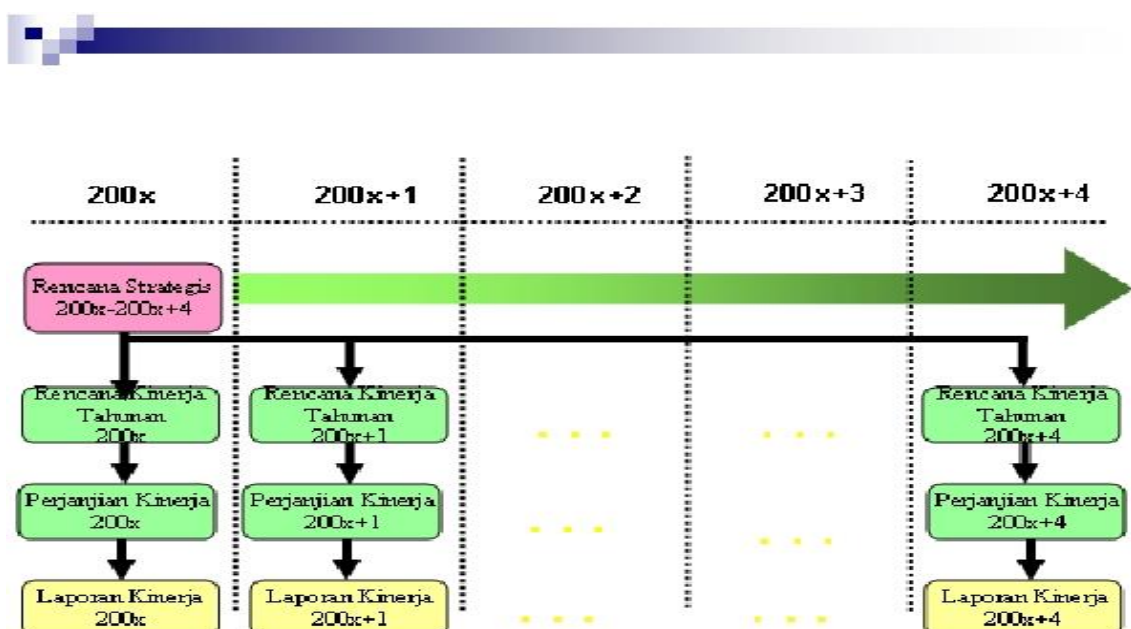 200x
200x+1
200x+2
200x+3
200x+4
Rencana Strategis
200x-200x+4
Rencana Kinerja
Tahunan
200x
Rencana Kinerja
Tahunan
200x+1
. . .
. . .
Rencana Kinerja
Tahunan
200x+4
Perjanjian Kinerja
200x
Perjanjian Kinerja
200x+1
. . .
. . .
Perjanjian Kinerja
200x+4
Laporan Kinerja
200x
Laporan Kinerja
200x+1
. . .
. . .
Laporan Kinerja
200x+4